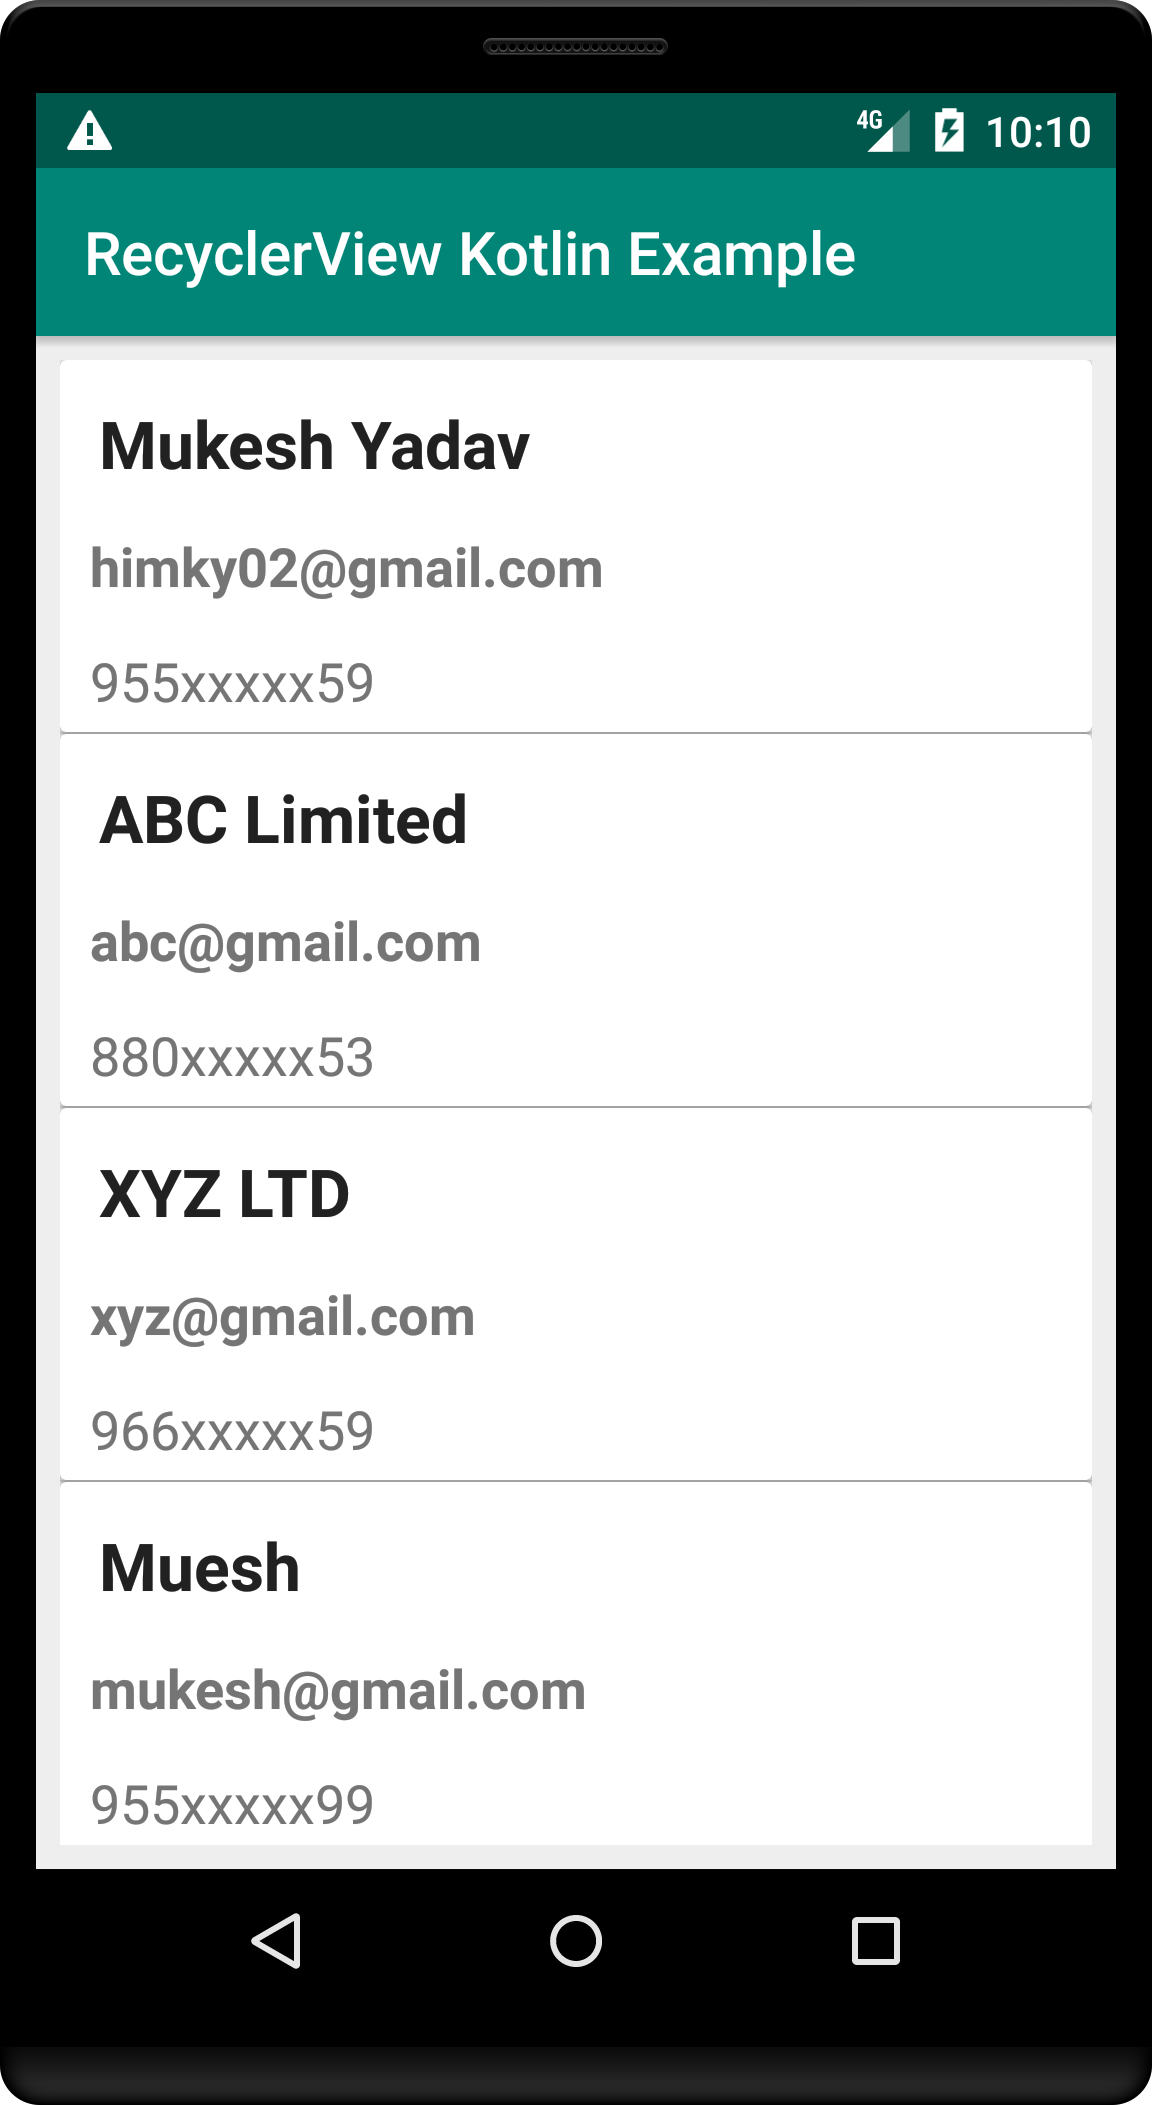 4G 10:10
RecyclerView Kotlin Example
Mukesh Yadav
himky02@gmail.com
955xxxxx59
ABC Limited
abc@gmail.com
880xxxxx53
XYZ LTD
xyz@gmail.com
966xxxxx59
Muesh
mukesh@gmail.com
955xxxxx99